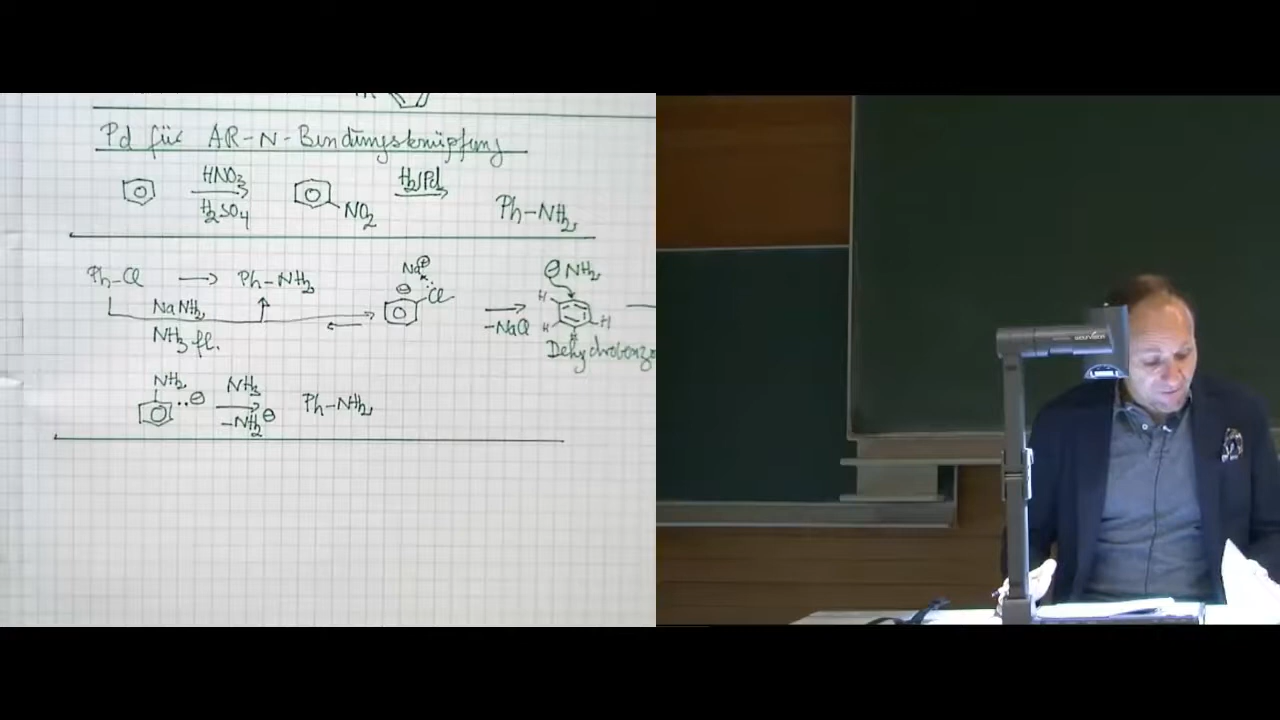 Pd für AR-N-Bindungsknüpfung
HNO3
H2SO4
NO2
H2/Pd
Ph-NH2
Ph-Cl → Ph-NH2
NaNH2
NH3 fl.
Na⊕
⊖
Cl
-NaCl
⊖NH2
H
H
H
H
NH2
⊖
NH3
-NH2⊖
Ph-NH2